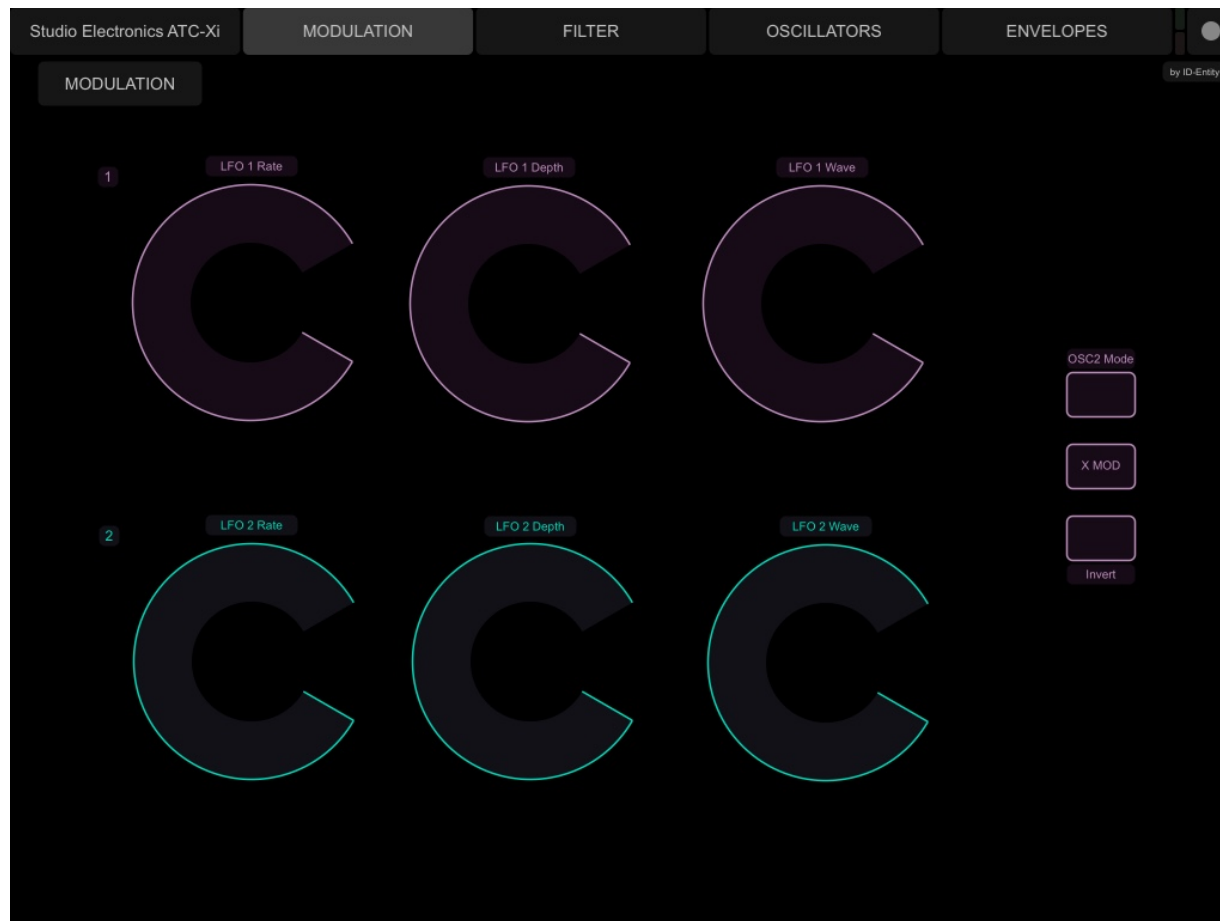 Studio Electronics ATC-Xi MODULATION FILTER OSCILLATORS ENVELOPES
by ID-Entity
MODULATION
1
LFO 1 Rate
LFO 1 Depth
LFO 1 Wave
OSC2 Mode
X MOD
Invert
2
LFO 2 Rate
LFO 2 Depth
LFO 2 Wave